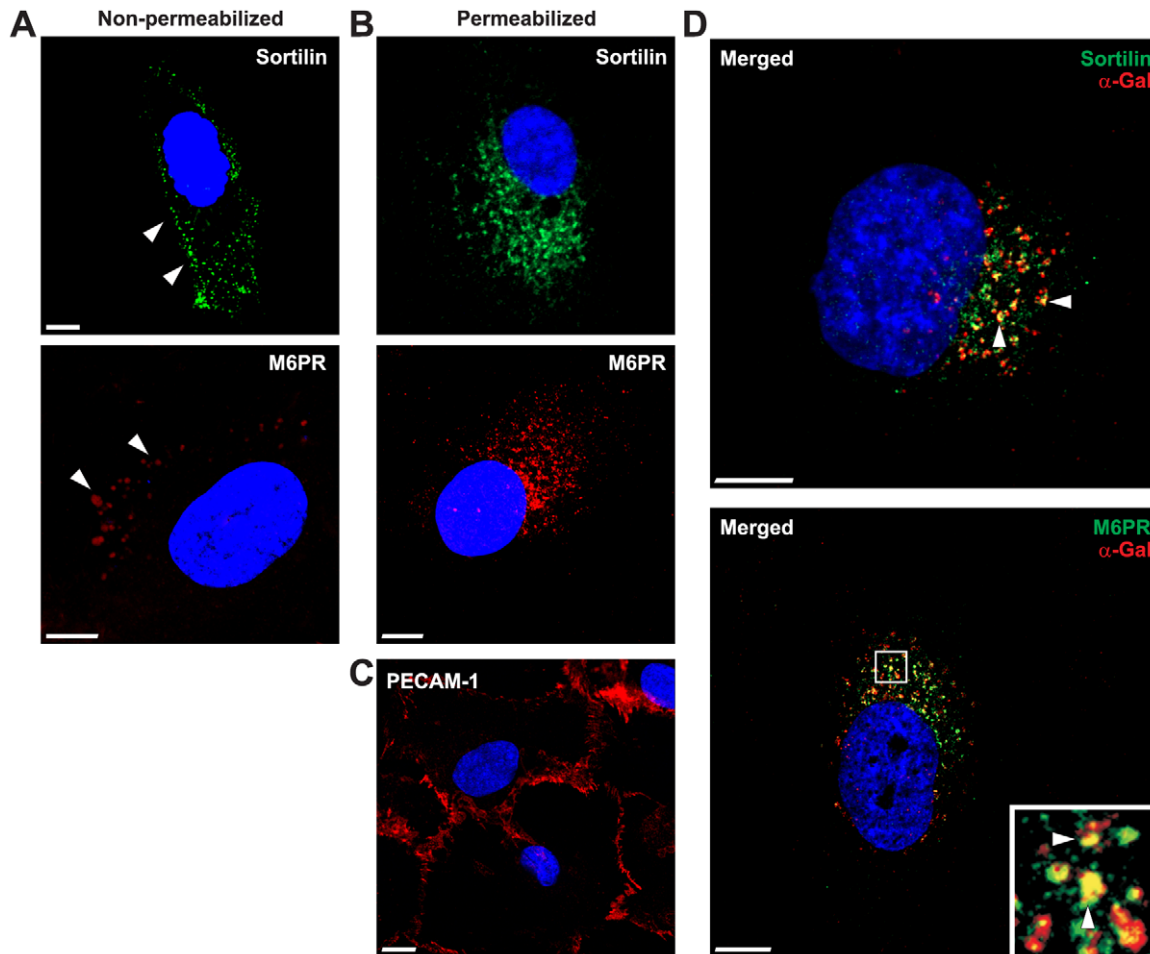 A
Non-permeabilized
Sortilin
M6PR
B
Permeabilized
Sortilin
M6PR
C
PECAM-1
D
Merged
Sortilin
α-Gal
Merged
M6PR
α-Gal